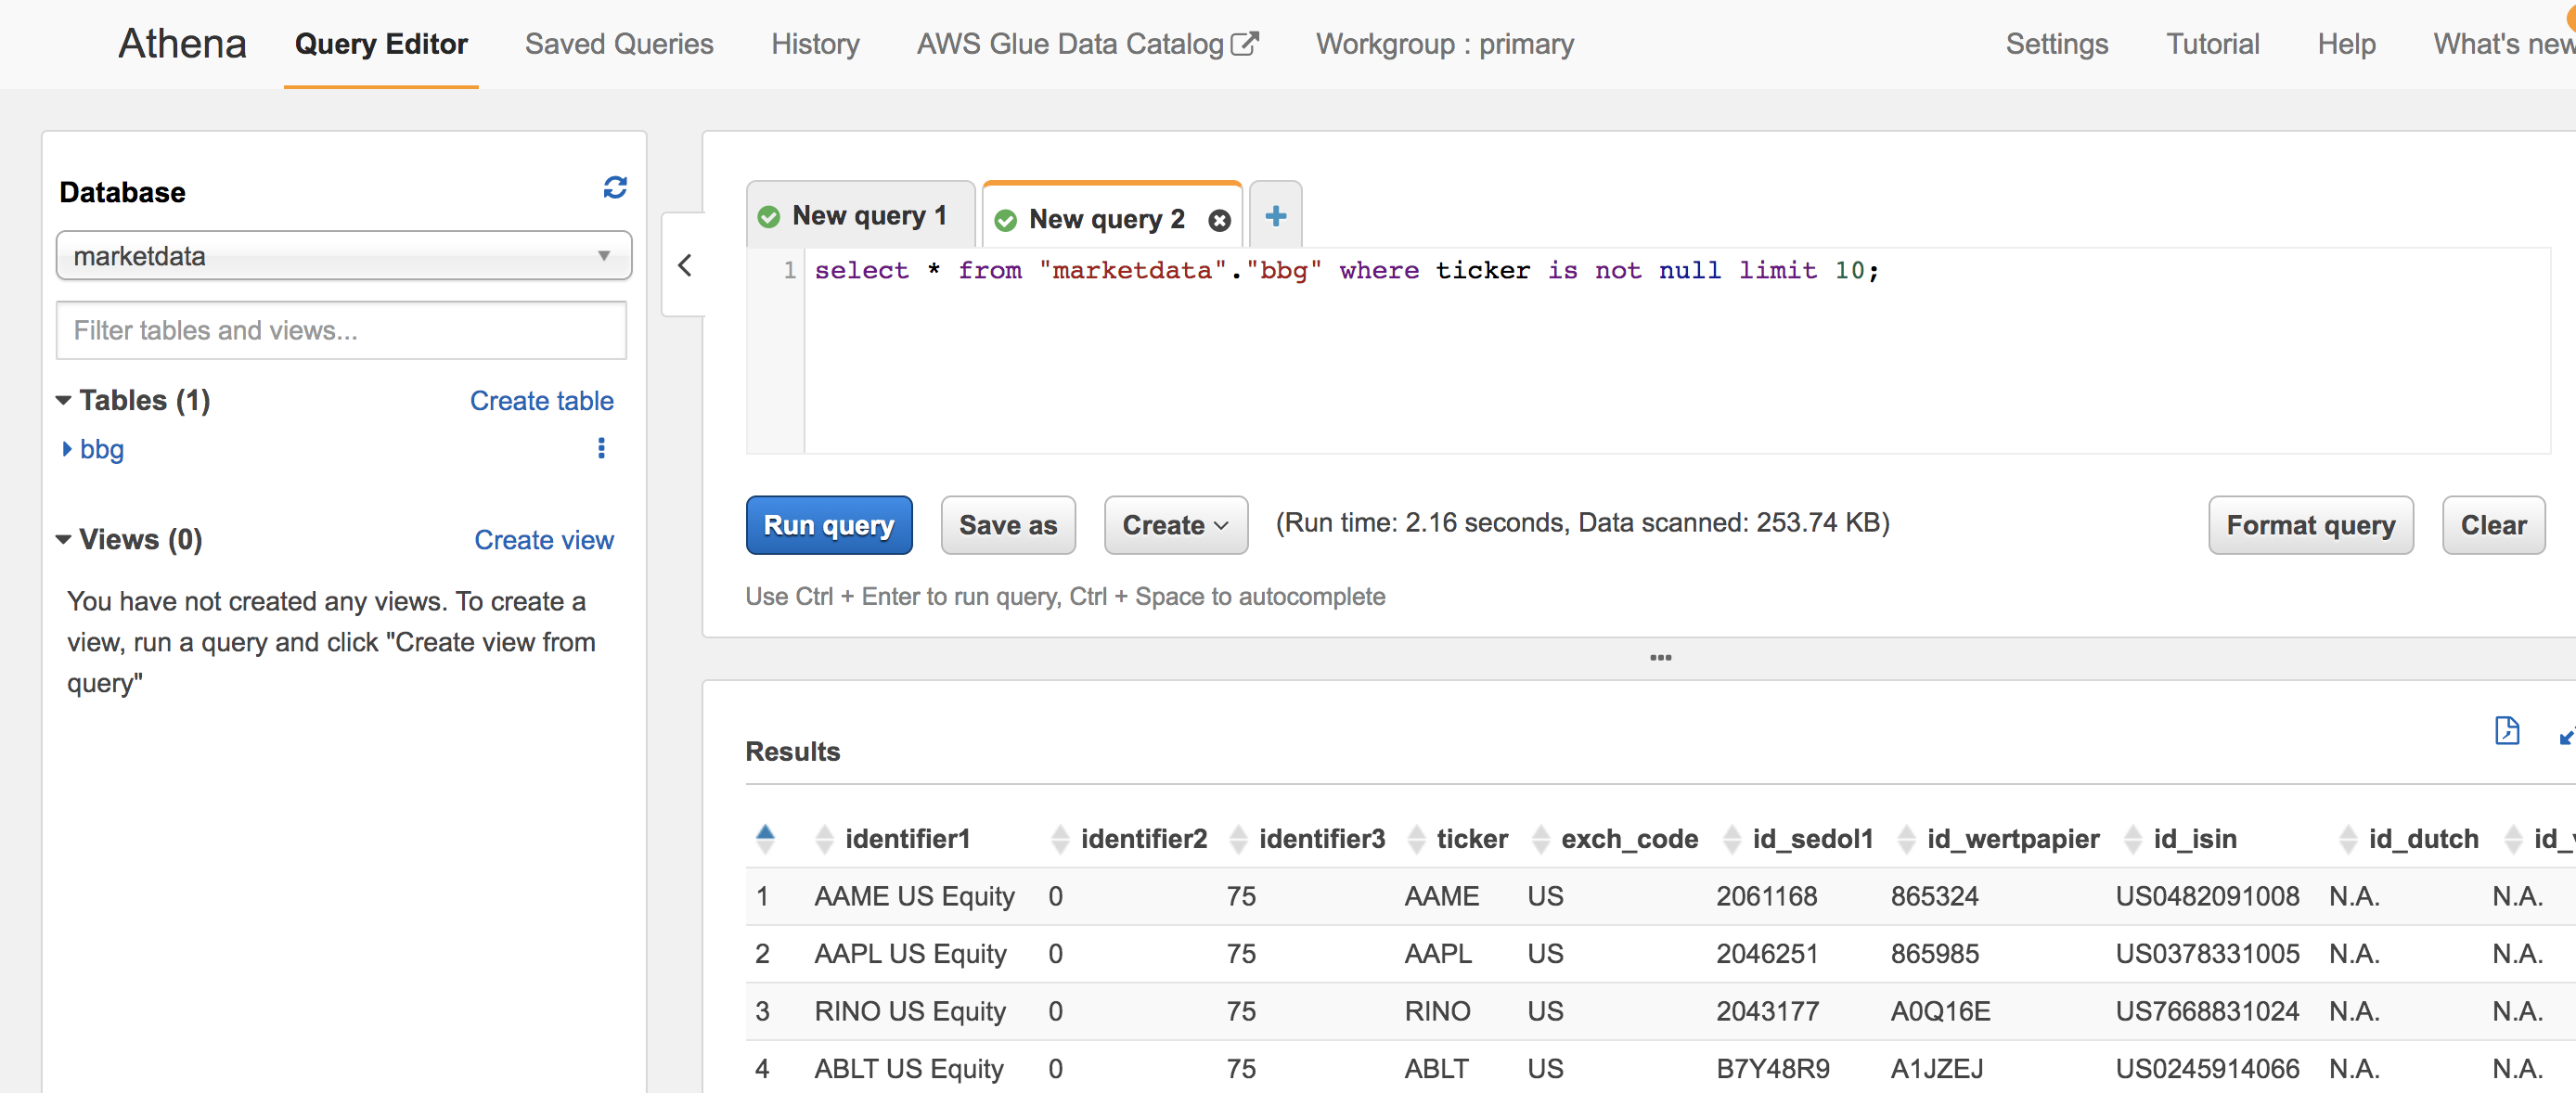 Athena Query Editor Saved Queries History AWS Glue Data Catalog Workgroup : primary Settings Tutorial Help What's new
Database
marketdata
Filter tables and views...
Tables (1) Create table
bbg
Views (0) Create view
You have not created any views. To create a
view, run a query and click "Create view from
query"
New query 1 New query 2
1 select * from "marketdata"."bbg" where ticker is not null limit 10;
Run query Save as Create (Run time: 2.16 seconds, Data scanned: 253.74 KB) Format query Clear
Use Ctrl + Enter to run query, Ctrl + Space to autocomplete
Results
identifier1 identifier2 identifier3 ticker exch_code id_sedol1 id_wertpapier id_isin id_dutch
1 AAME US Equity 0 75 AAME US 2061168 865324 US0482091008 N.A. N.A.
2 AAPL US Equity 0 75 AAPL US 2046251 865985 US0378331005 N.A. N.A.
3 RINO US Equity 0 75 RINO US 2043177 A0Q16E US7668831024 N.A. N.A.
4 ABLT US Equity 0 75 ABLT US B7Y48R9 A1JZEJ US0245914066 N.A. N.A.